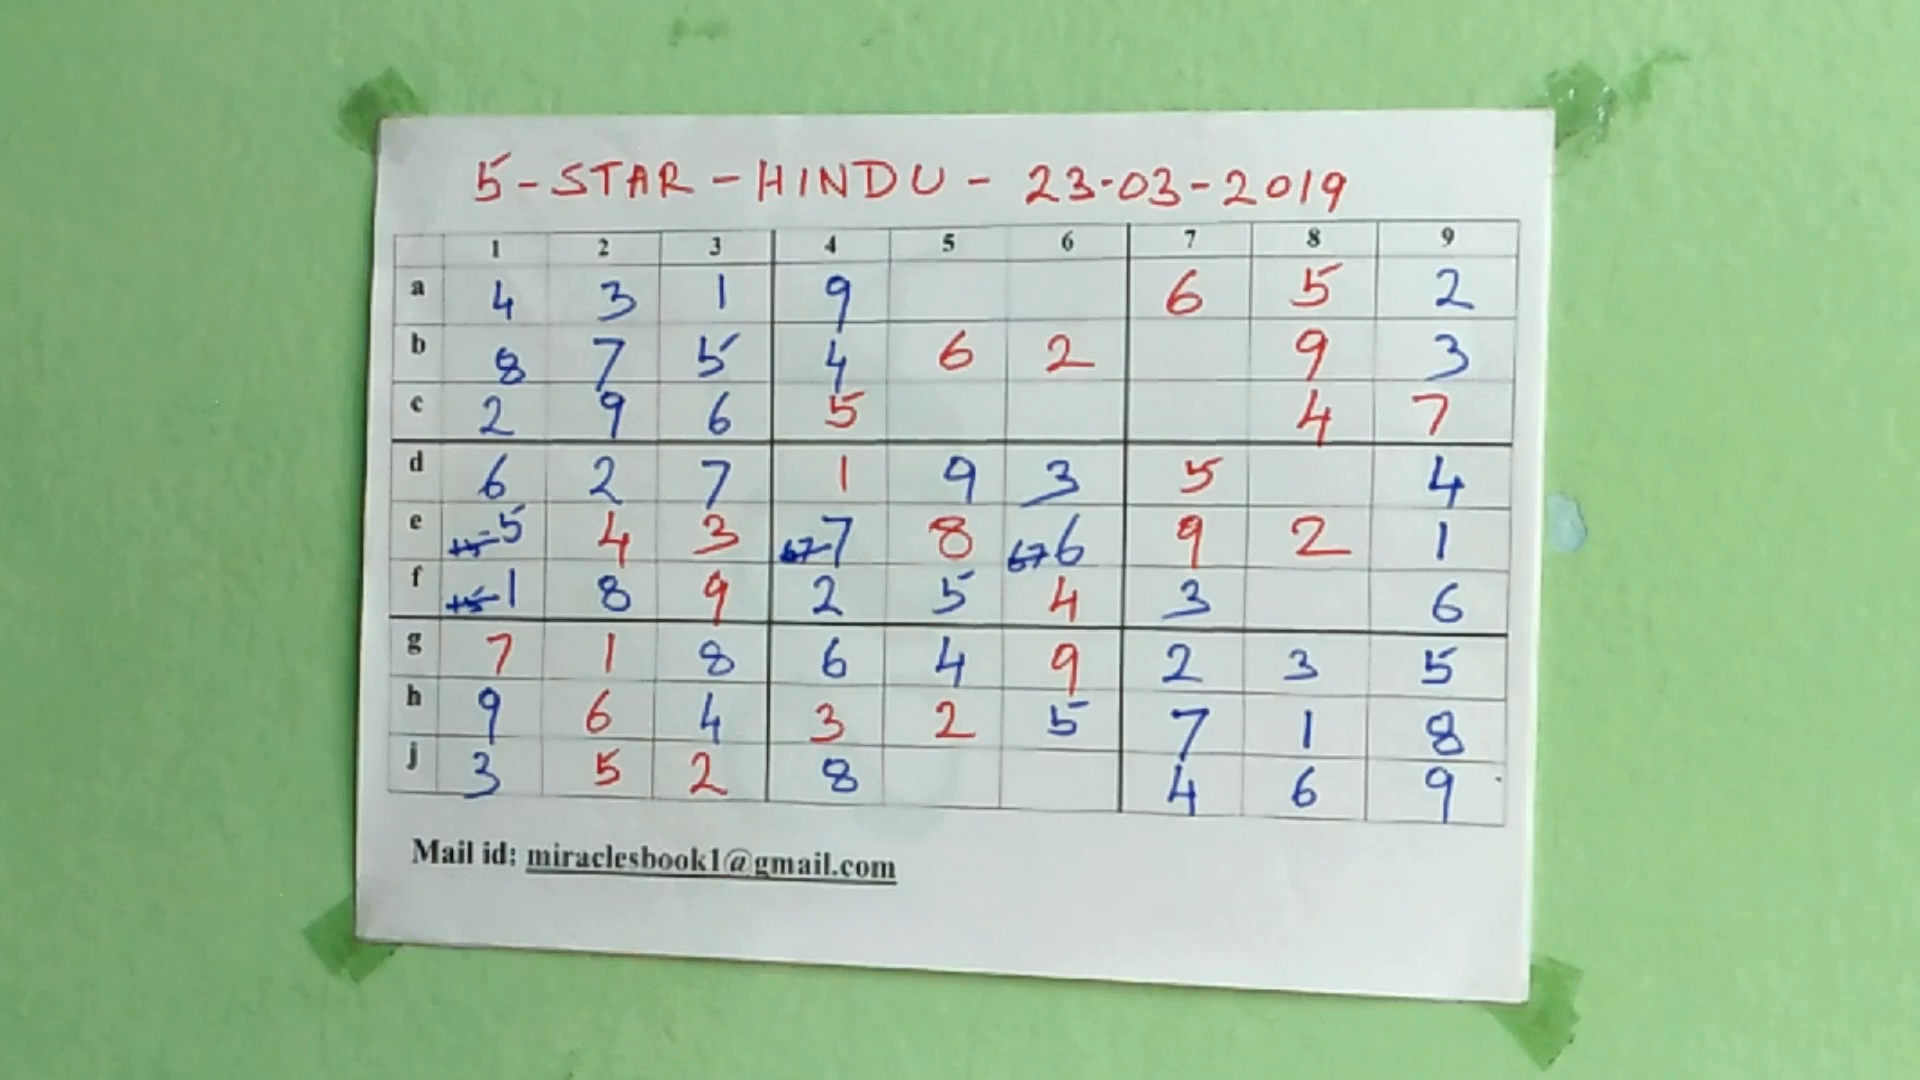 5-STAR-HINDU-23-03-2019
1 2 3 4 5 6 7 8 9
a 4 3 1 9 6 5 2
b 8 7 5 4 6 2 9 3
c 2 9 6 5 4 7
d 6 2 7 1 9 3 5 4
e 5 4 3 67 7 8 67 6 9 2 1
f 1 8 9 2 5 4 3 6
g 7 1 8 6 4 9 2 3 5
h 9 6 4 3 2 5 7 1 8
j 3 5 2 8 4 6 9
Mail id: miraclesbook1@gmail.com